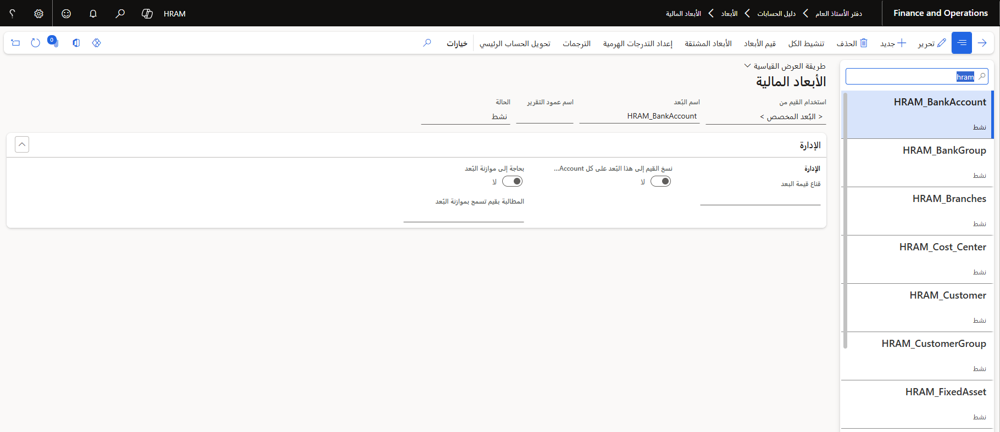 Finance and Operations
دفتر الأستاذ العام
دليل الحسابات
الأبعاد
الأبعاد المالية
HRAM
؟
تحرير
جديد
الحذف
تنشيط الكل
قيم الأبعاد
الأبعاد المشتقة
إعداد التدرجات الهرمية
الترجمات
تحويل الحساب الرئيسي
خيارات
0
hram
HRAM_BankAccount
نشط
HRAM_BankGroup
نشط
HRAM_Branches
نشط
HRAM_Cost_Center
نشط
HRAM_Customer
نشط
HRAM_CustomerGroup
نشط
HRAM_FixedAsset
نشط
طريقة العرض القياسية
الأبعاد المالية
استخدام القيم من
< البُعد المخصص >
اسم البُعد
HRAM_BankAccount
اسم عمود التقرير
الحالة
نشط
الإدارة
الإدارة
قناع قيمة البعد
نسخ القيم إلى هذا البُعد على كل Account...
لا
بحاجة إلى موازنة البُعد
لا
المطالبة بقيم تسمح بموازنة البُعد